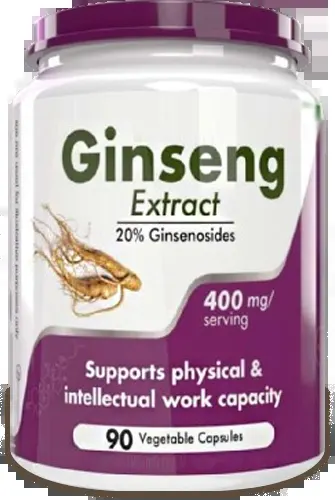 Ginseng
Extract
20% Ginsenosides
400 mg/
serving
Supports physical &
intellectual work capacity
90 Vegetable Capsules